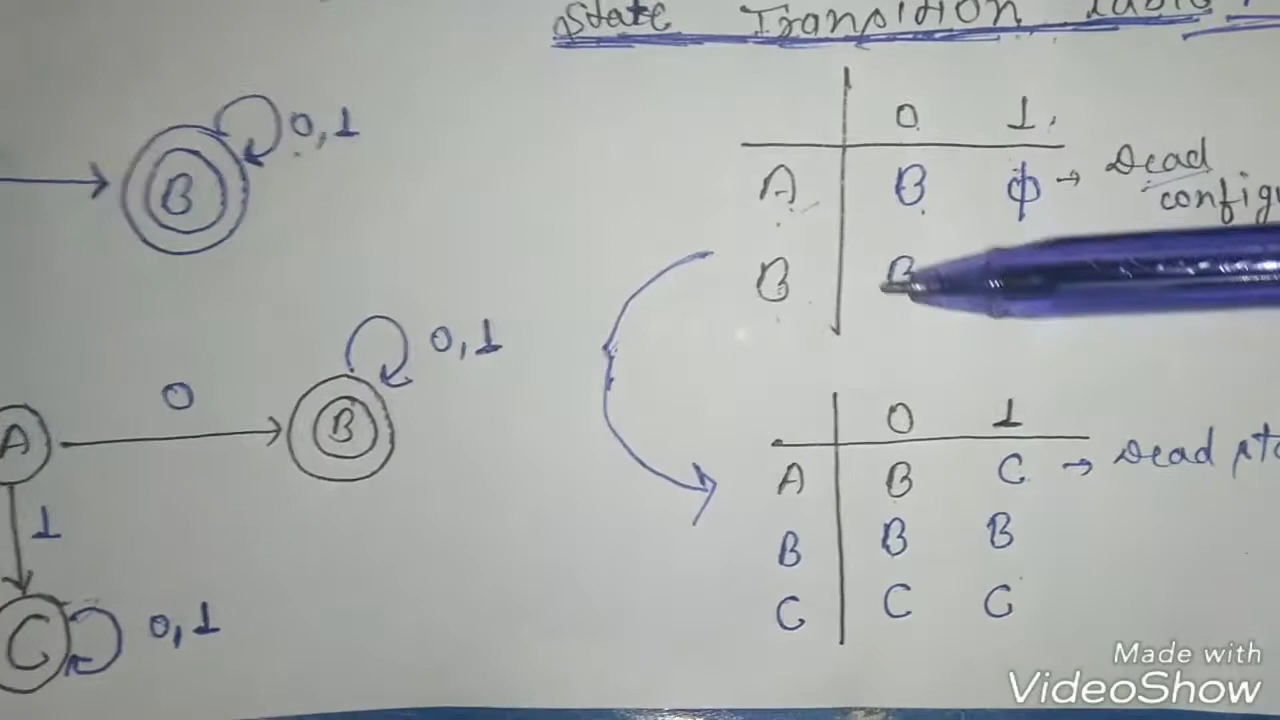 State Transition Table
0, 1
B
0 1
A B ϕ → Dead
B B
0, 1
0
A B
1
C 0, 1
0 1
A B C → Dead
B B B
C C C
Made with
VideoShow